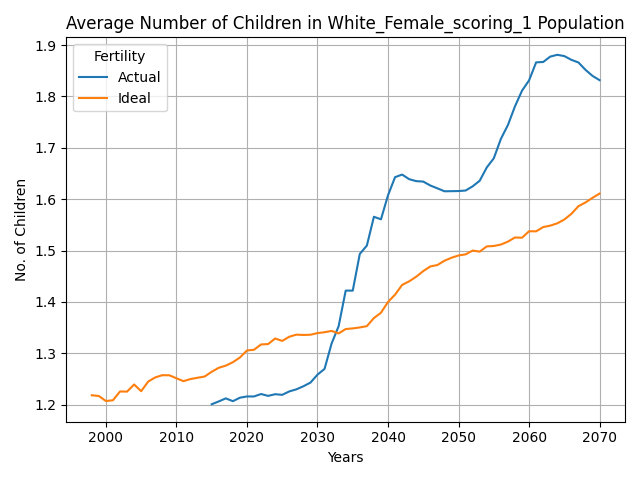 Average Number of Children in White_Female_scoring_1 Population
Fertility
Actual
Ideal
No. of Children
1.9
1.8
1.7
1.6
1.5
1.4
1.3
1.2
2000 2010 2020 2030 2040 2050 2060 2070
Years